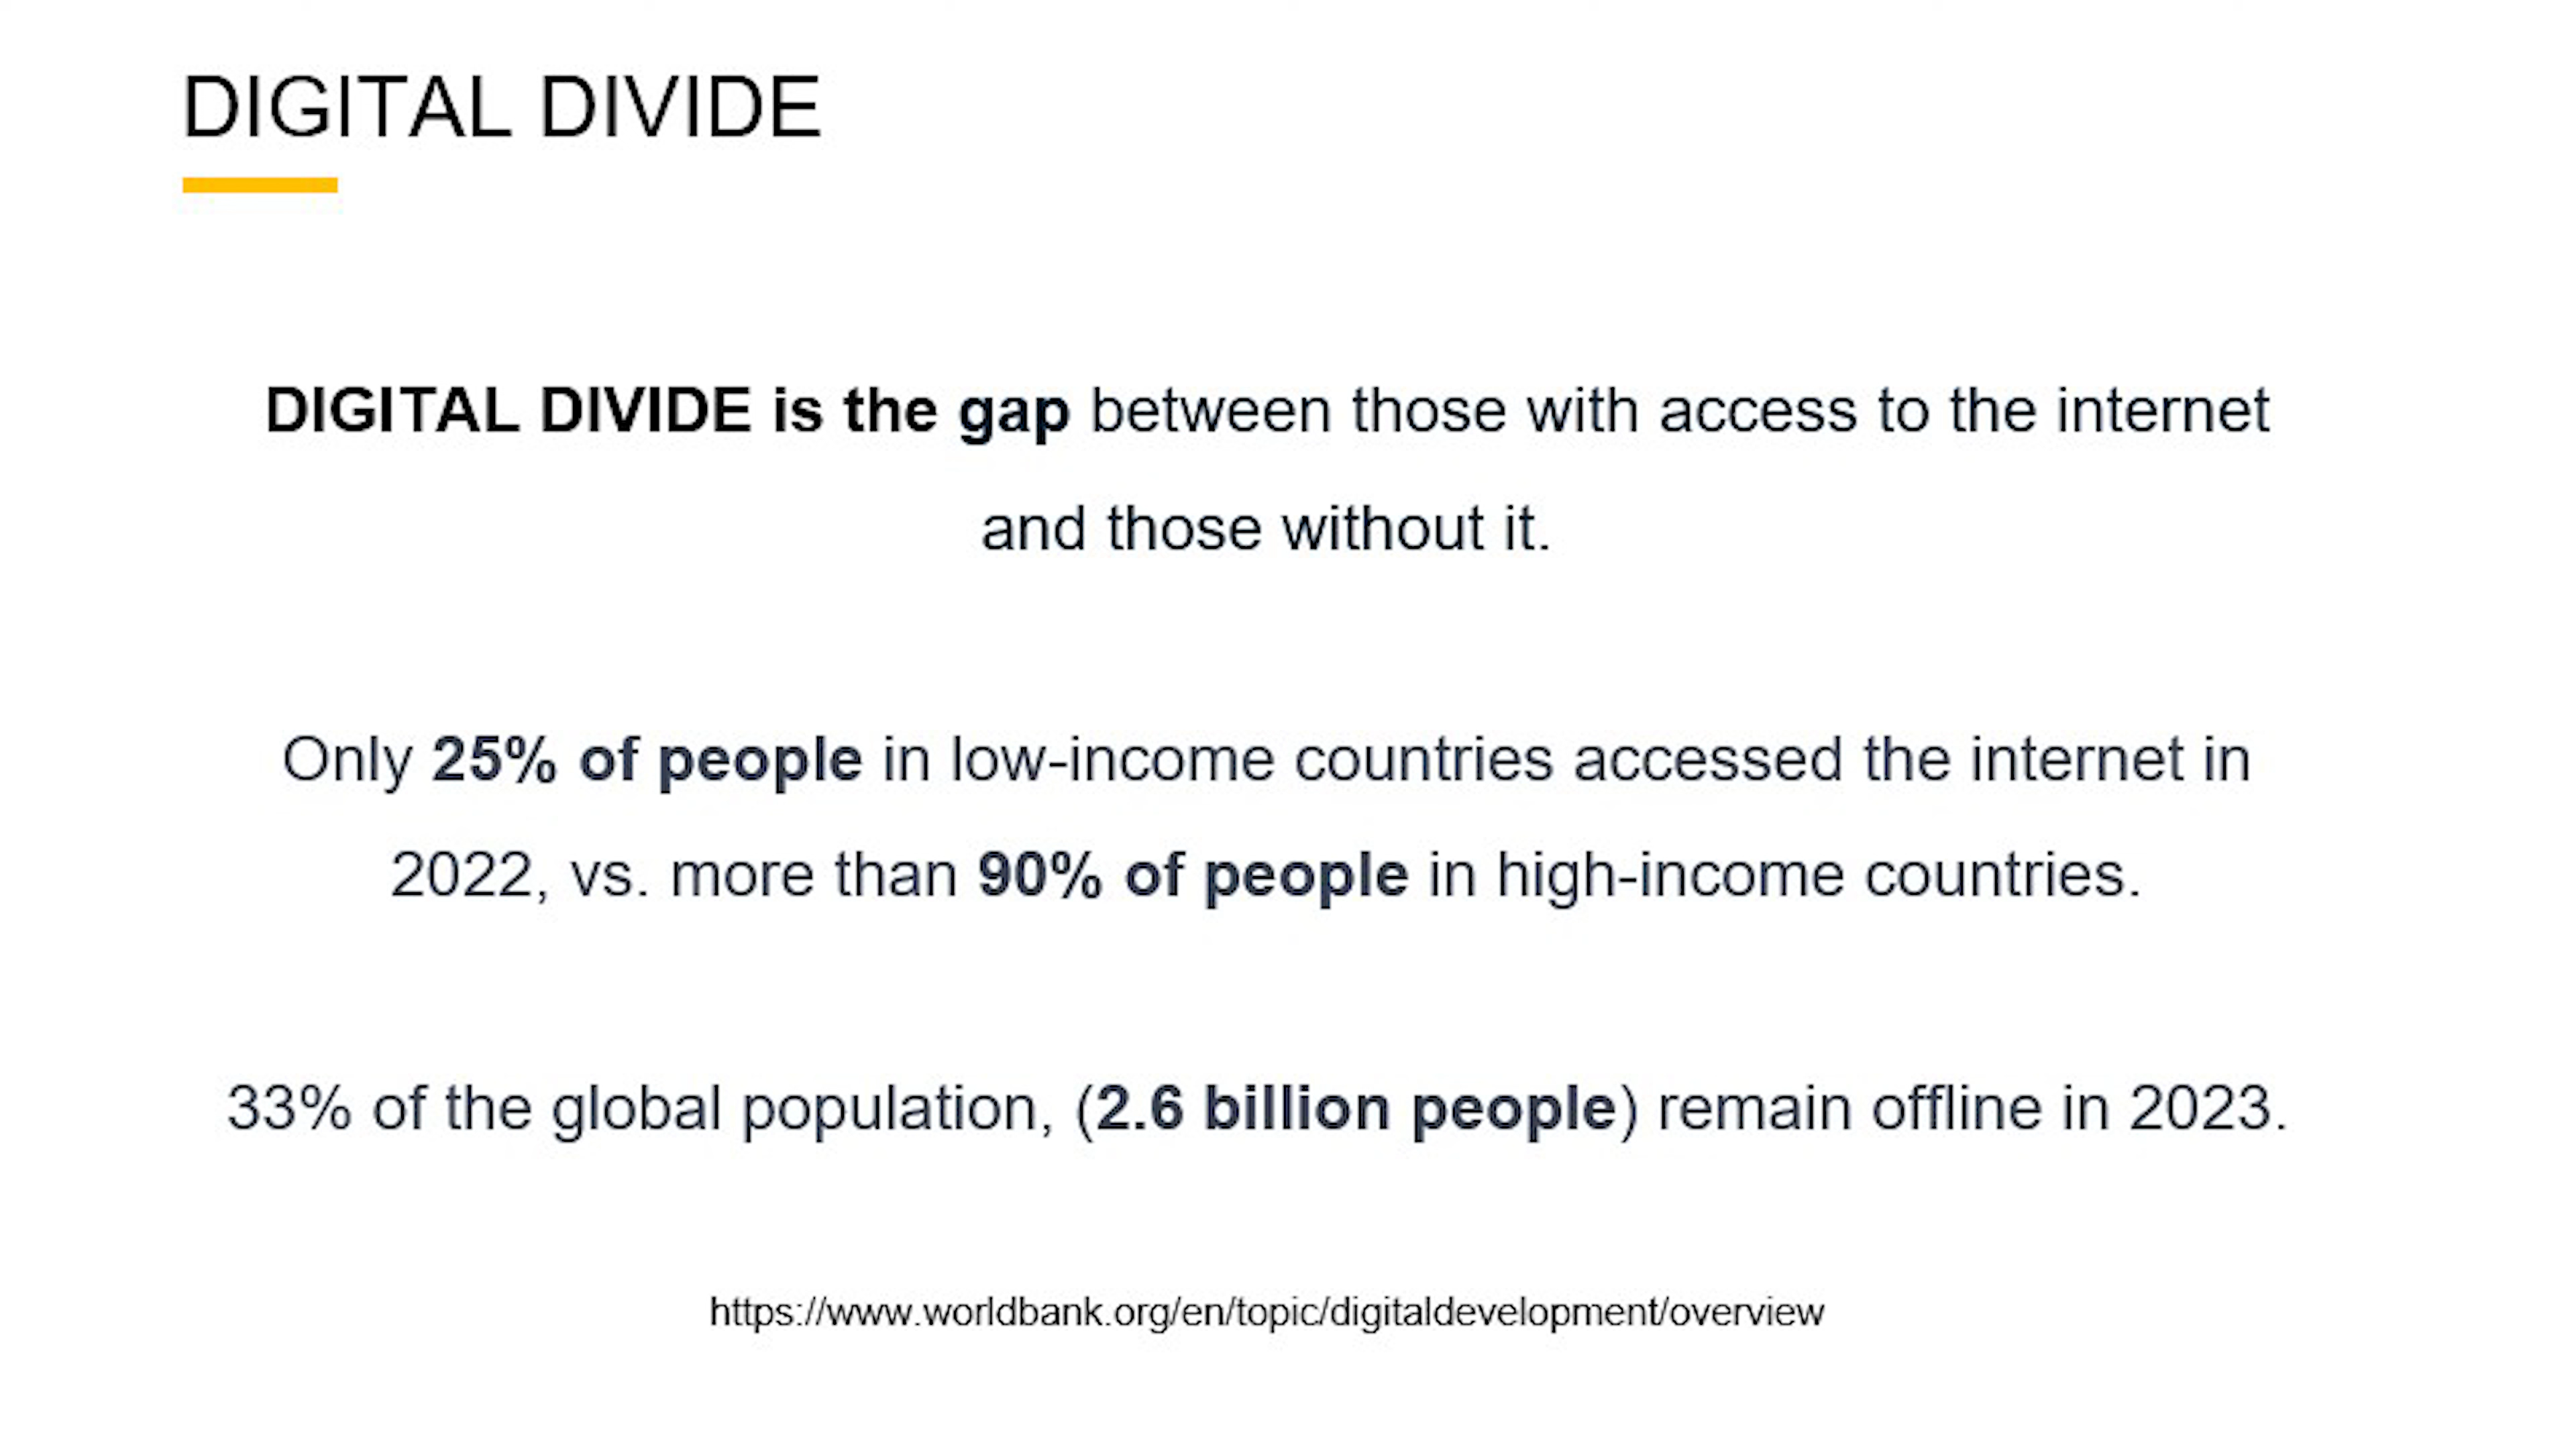 DIGITAL DIVIDE
DIGITAL DIVIDE is the gap between those with access to the internet
and those without it.
Only 25% of people in low-income countries accessed the internet in
2022, vs. more than 90% of people in high-income countries.
33% of the global population, (2.6 billion people) remain offline in 2023.
https://www.worldbank.org/en/topic/digitaldevelopment/overview